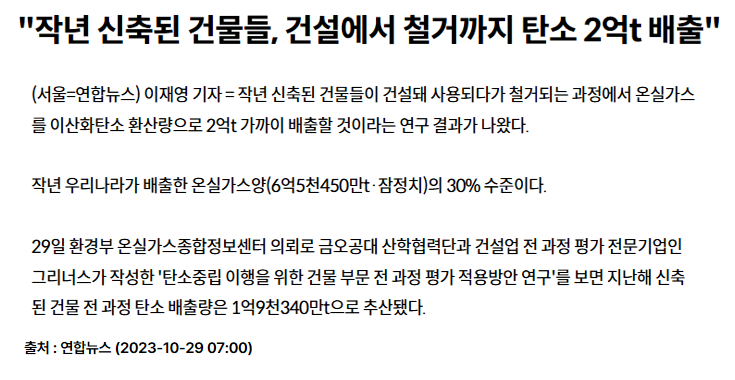 "작년 신축된 건물들, 건설에서 철거까지 탄소 2억t 배출"
(서울=연합뉴스) 이재영 기자 = 작년 신축된 건물들이 건설돼 사용되다가 철거되는 과정에서 온실가스
를 이산화탄소 환산량으로 2억t 가까이 배출할 것이라는 연구 결과가 나왔다.
작년 우리나라가 배출한 온실가스양(6억5천450만t·잠정치)의 30% 수준이다.
29일 환경부 온실가스종합정보센터 의뢰로 금오공대 산학협력단과 건설업 전 과정 평가 전문기업인
그리너스가 작성한 '탄소중립 이행을 위한 건물 부문 전 과정 평가 적용방안 연구'를 보면 지난해 신축
된 건물 전 과정 탄소 배출량은 1억9천340만t으로 추산됐다.
출처 : 연합뉴스 (2023-10-29 07:00)